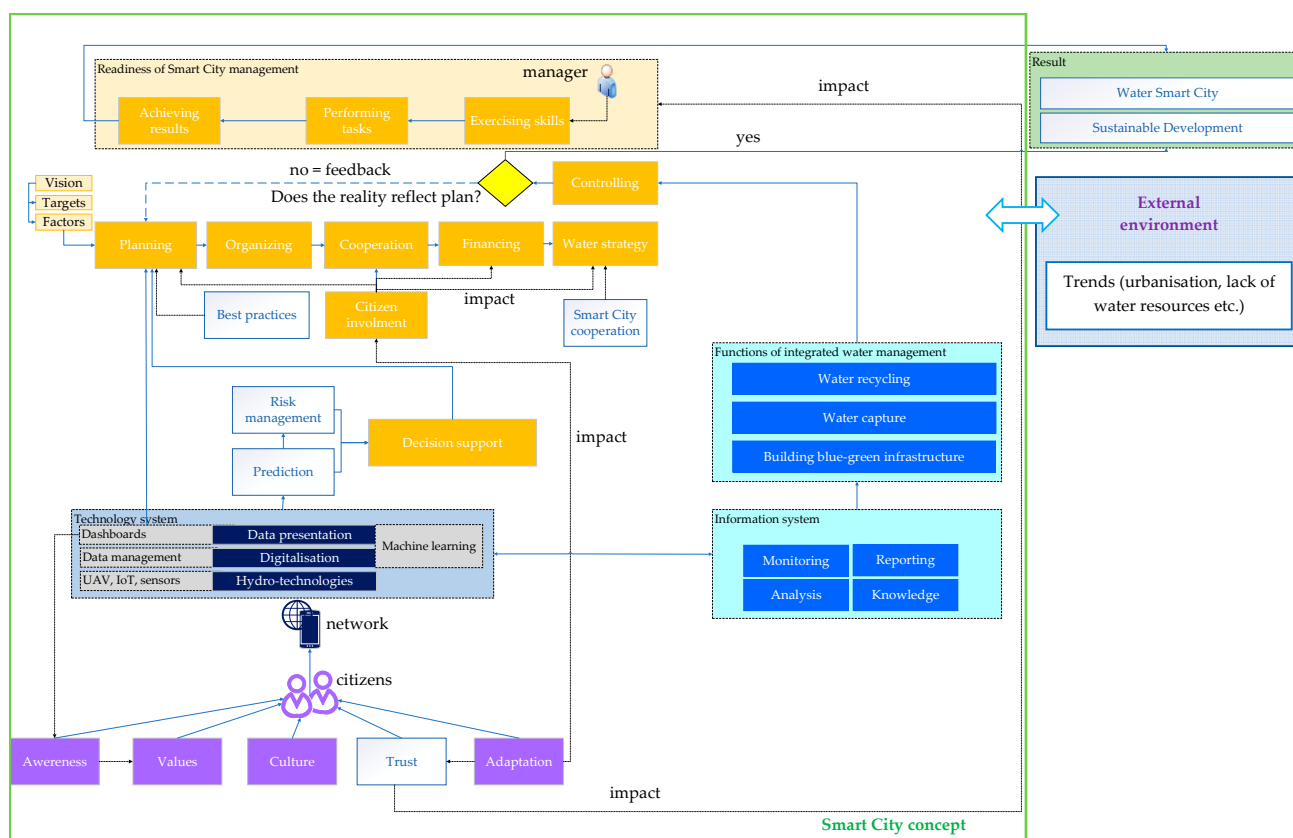 Readiness of Smart City management
manager
Achieving
results
Performing
tasks
Exercising skills
impact
Result
Water Smart City
Sustainable Development
yes
no = feedback
Does the reality reflect plan?
Controlling
Vision
Targets
Factors
Planning
Organizing
Cooperation
Financing
Water strategy
External
environment
Trends (urbanisation, lack of
water resources etc.)
impact
Best practices
Citizen
involment
Smart City
cooperation
Functions of integrated water management
Water recycling
Water capture
Building blue-green infrastructure
Risk
management
Prediction
Decision support
impact
Technology system
Dashboards
Data presentation
Machine learning
Data management
Digitalisation
UAV, IoT, sensors
Hydro-technologies
Information system
Monitoring
Reporting
Analysis
Knowledge
network
citizens
Awereness
Values
Culture
Trust
Adaptation
impact
Smart City concept